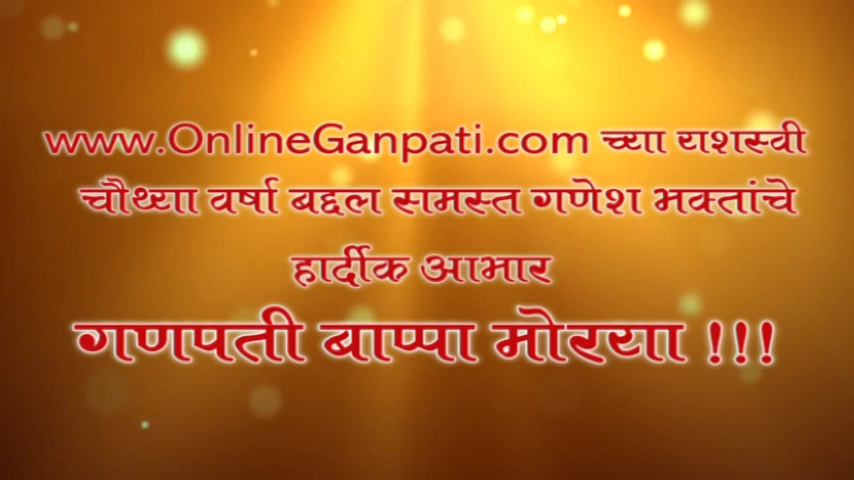 www.OnlineGanpati.com च्या यशस्वी
चौथ्या वर्षा बद्दल समस्त गणेश भक्तांचे
हार्दीक आभार
गणपती बाप्पा मोरया !!!